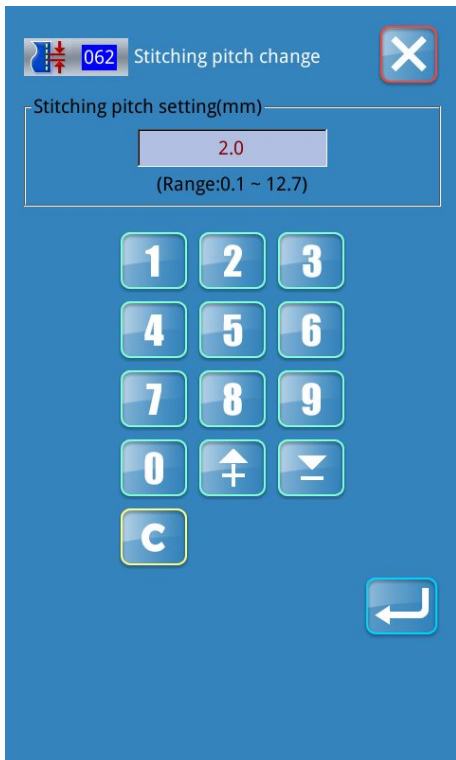 062 Stitching pitch change
Stitching pitch setting(mm)
2.0
(Range:0.1 ~ 12.7)
1 2 3
4 5 6
7 8 9
0 + −
C